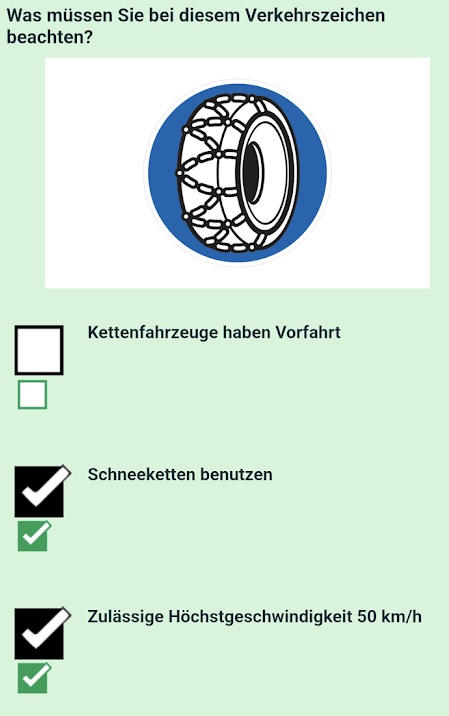 Was müssen Sie bei diesem Verkehrszeichen
beachten?
Kettenfahrzeuge haben Vorfahrt
Schneeketten benutzen
Zulässige Höchstgeschwindigkeit 50 km/h